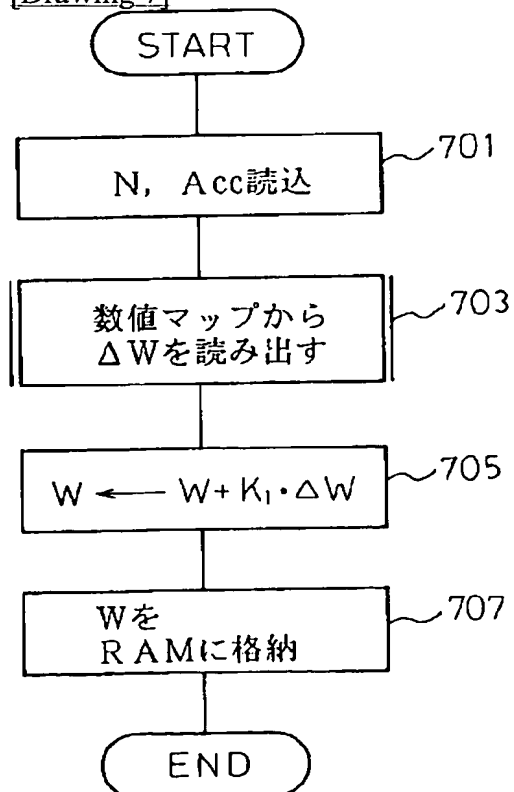 [Drawing 7]
START
N, Acc読込
701
数値マップから
ΔWを読み出す
703
W ← W+K₁·ΔW
705
Wを
RAMに格納
707
END